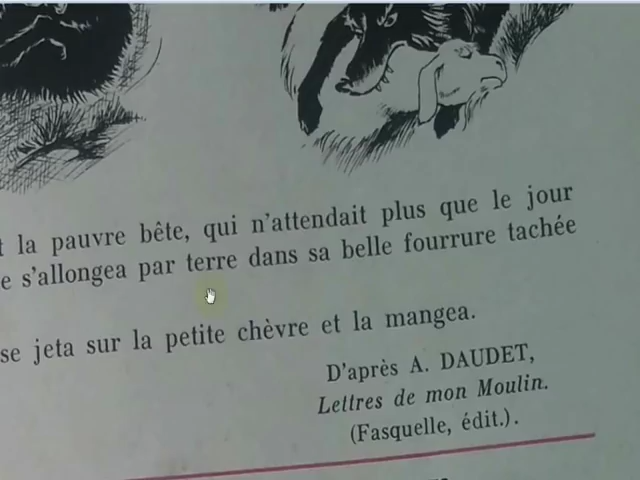 la pauvre bête, qui n'attendait plus que le jour
s'allongea par terre dans sa belle fourrure tachée
se jeta sur la petite chèvre et la mangea.
D'après A. DAUDET,
Lettres de mon Moulin.
(Fasquelle, édit.).